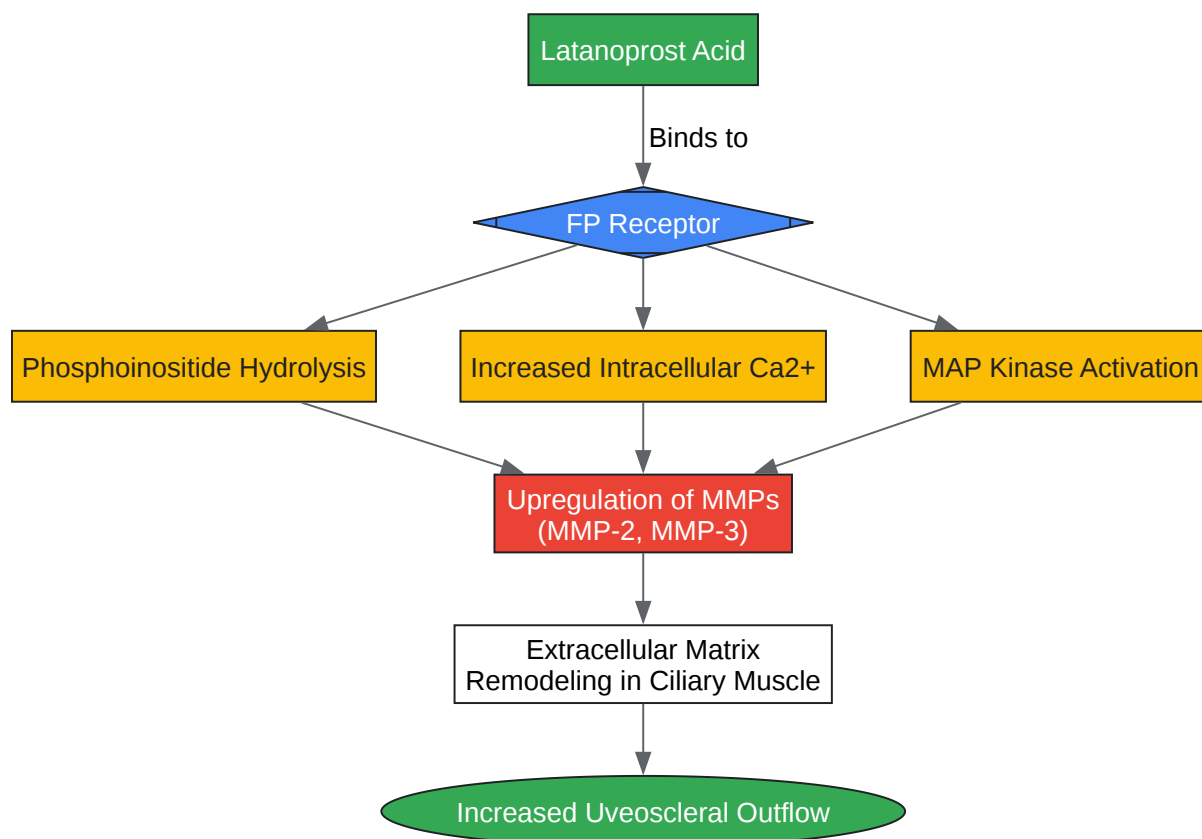 Latanoprost Acid
Binds to
FP Receptor
Phosphoinositide Hydrolysis
Increased Intracellular Ca2+
MAP Kinase Activation
Upregulation of MMPs
(MMP-2, MMP-3)
Extracellular Matrix
Remodeling in Ciliary Muscle
Increased Uveoscleral Outflow